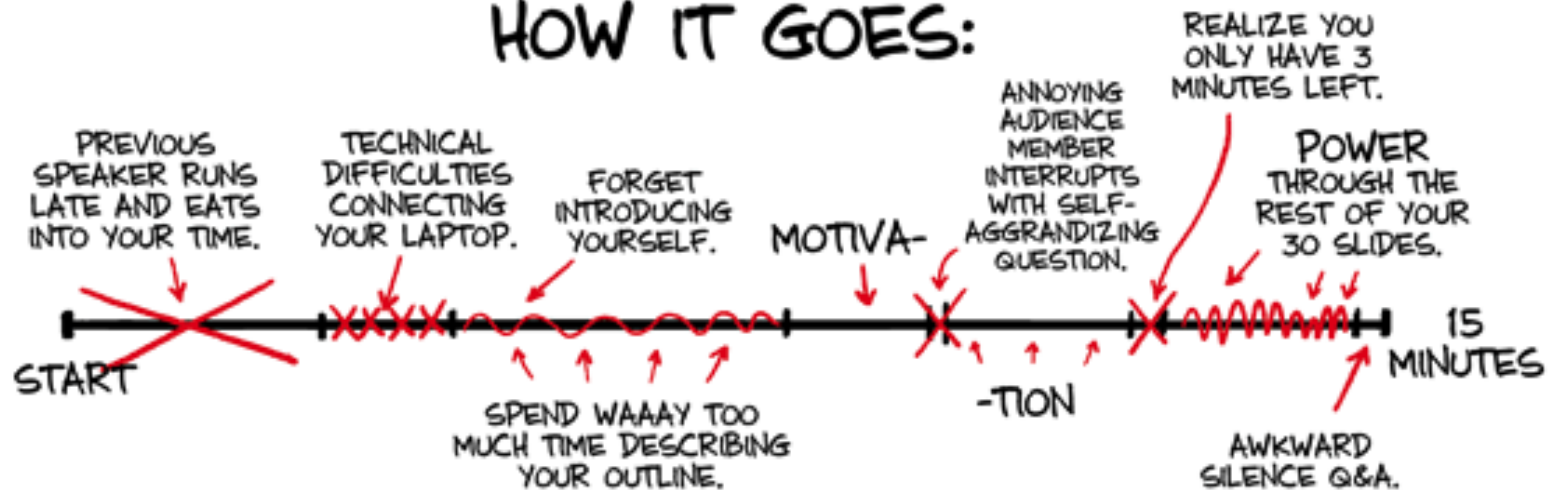 HOW IT GOES:
PREVIOUS
SPEAKER RUNS
LATE AND EATS
INTO YOUR TIME.
TECHNICAL
DIFFICULTIES
CONNECTING
YOUR LAPTOP.
FORGET
INTRODUCING
YOURSELF.
MOTIVA-
ANNOYING
AUDIENCE
MEMBER
INTERRUPTS
WITH SELF-
AGGRANDIZING
QUESTION.
REALIZE YOU
ONLY HAVE 3
MINUTES LEFT.
POWER
THROUGH THE
REST OF YOUR
30 SLIDES.
START
SPEND WAAAY TOO
MUCH TIME DESCRIBING
YOUR OUTLINE.
-TION
15
MINUTES
AWKWARD
SILENCE Q&A.